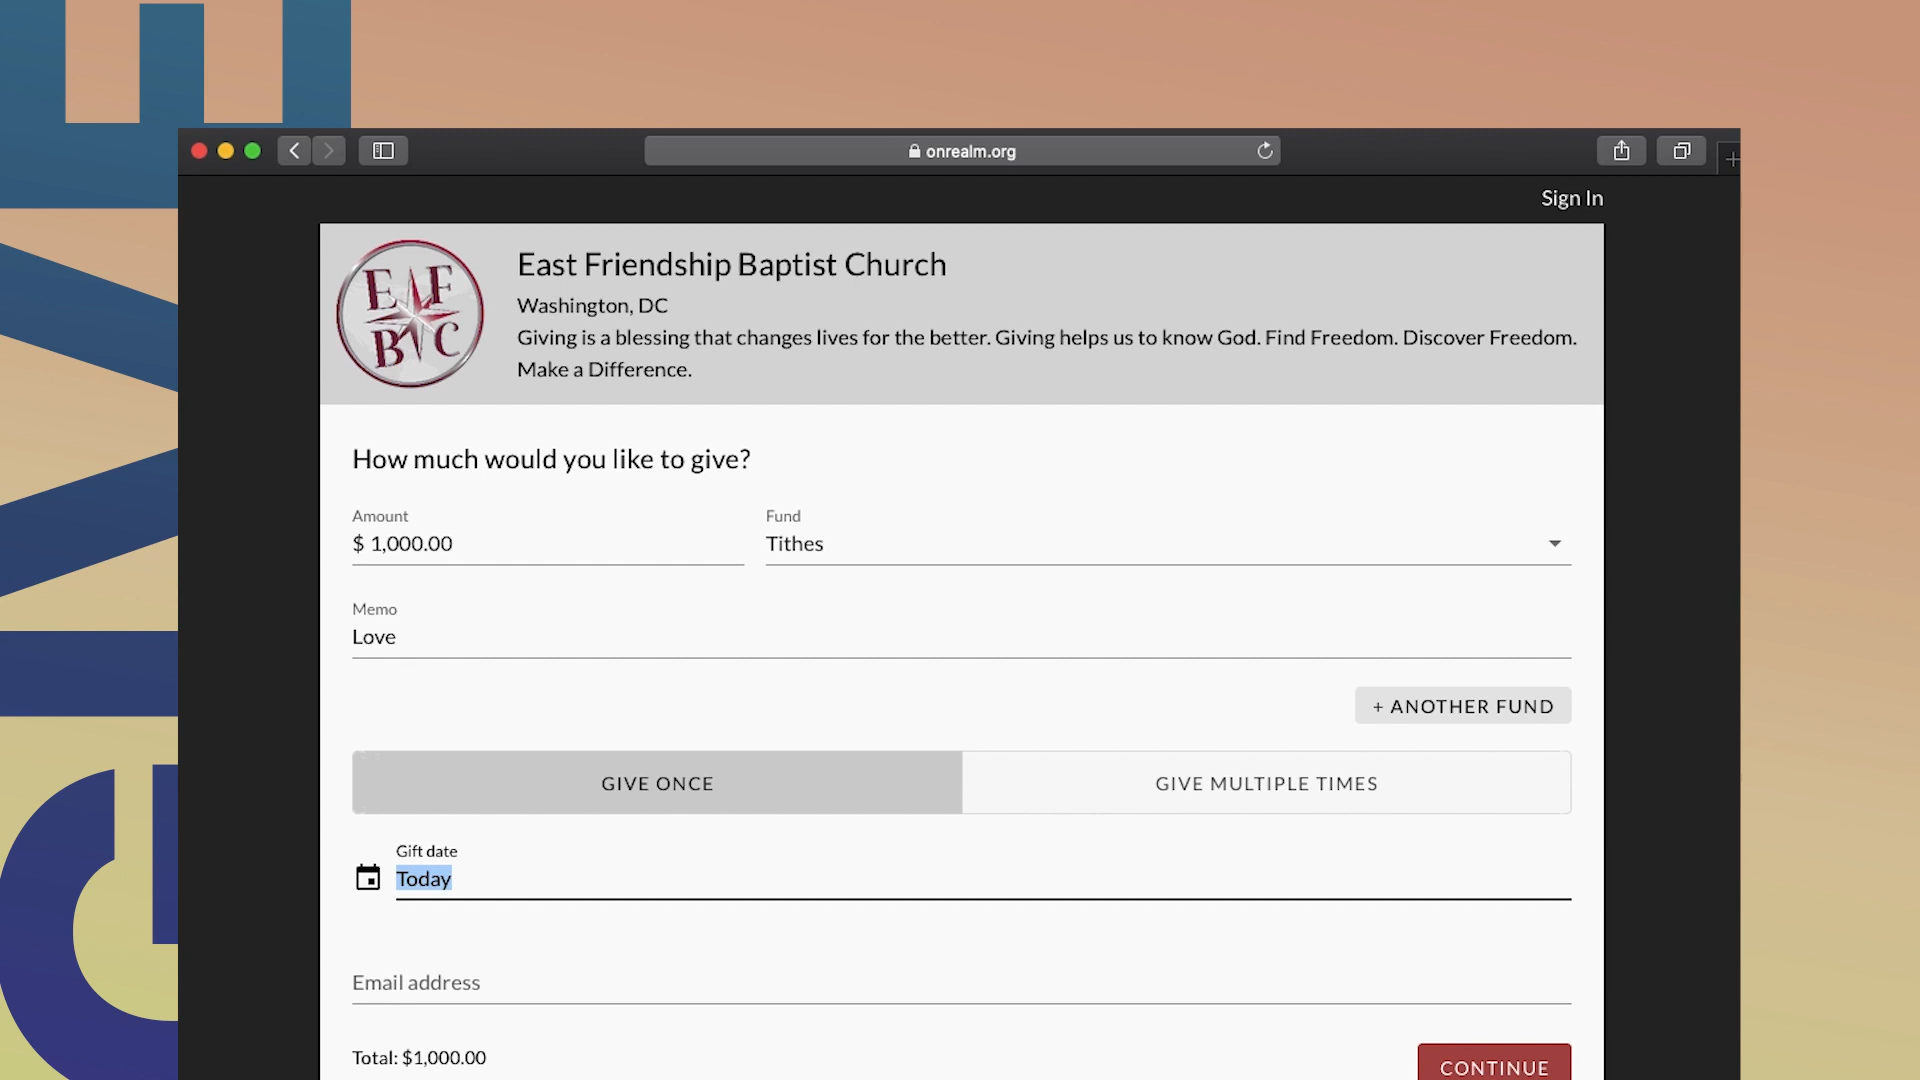 GIVE
onrealm.org
Sign In
E F
B C
East Friendship Baptist Church
Washington, DC
Giving is a blessing that changes lives for the better. Giving helps us to know God. Find Freedom. Discover Freedom.
Make a Difference.
How much would you like to give?
Amount
Fund
$ 1,000.00
Tithes
Memo
Love
+ ANOTHER FUND
GIVE ONCE
GIVE MULTIPLE TIMES
Gift date
Today
Email address
Total: $1,000.00
CONTINUE